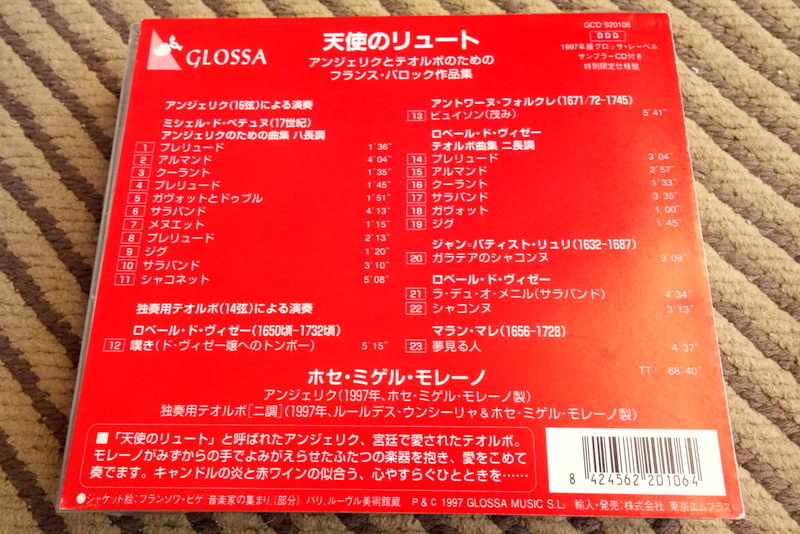 GLOSSA
天使のリュート
アンジェリクとテオルボのための
フランス・バロック作品集
GCD 920106
DDD
1997年版グロッサ・レーベル
サンプラーCD付き
特別限定仕様盤
アンジェリク(16弦)による演奏
ミシェル・ド・ベテュヌ(17世紀)
アンジェリクのための曲集 ハ長調
1 プレリュード 1'36"
2 アルマンド 4'04"
3 クーラント 1'35"
4 プレリュード 1'45"
5 ガヴォットとドゥブル 1'51"
6 サラバンド 4'13"
7 メヌエット 1'15"
8 プレリュード 2'13"
9 ジグ 1'20"
10 サラバンド 3'10"
11 シャコネット 5'08"
独奏用テオルボ(14弦)による演奏
ロベール・ド・ヴィゼー(1650頃-1732頃)
12 嘆き(ド・ヴィゼー嬢へのトンボー) 5'15"
アントワーヌ・フォルクレ(1671/72-1745)
13 ビュイソン(茂み) 5'41"
ロベール・ド・ヴィゼー
テオルボ曲集 ニ長調
14 プレリュード 3'04"
15 アルマンド 2'57"
16 クーラント 1'33"
17 サラバンド 3'35"
18 ガヴォット 1'00"
19 ジグ 1'45"
ジャン=バティスト・リュリ(1632-1687)
20 ガラテアのシャコンヌ 3'09"
ロベール・ド・ヴィゼー
21 ラ・デュ・オ・メニル(サラバンド) 4'34"
22 シャコンヌ 3'13"
マラン・マレ(1656-1728)
23 夢見る人 4'37"
TT 68'40"
ホセ・ミゲル・モレーノ
アンジェリク(1997年、ホセ・ミゲル・モレーノ製)
独奏用テオルボ[ニ調](1997年、ルールデス・ウンシーリャ&ホセ・ミゲル・モレーノ製)
■「天使のリュート」と呼ばれたアンジェリク、宮廷で愛されたテオルボ。
モレーノがみずからの手でよみがえらせたふたつの楽器を抱き、愛をこめて
奏でます。キャンドルの炎と赤ワインの似合う、心やすらぐひとときを……
8 424562 201064
●ジャケット絵：フランソワ・ピゲ「音楽家の集まり」(部分) パリ、ルーヴル美術館蔵 P & C 1997 GLOSSA MUSIC S.L. 輸入・発売：株式会社 東京エムプラス